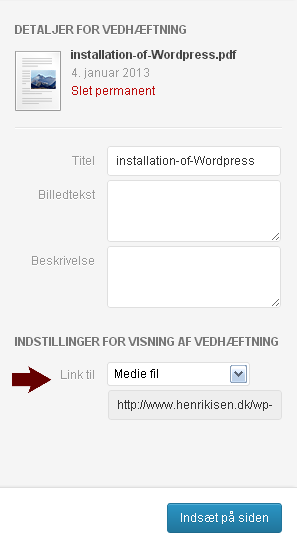 DETALJER FOR VEDHÆFTNING
installation-of-Wordpress.pdf
4. januar 2013
Slet permanent
Titel installation-of-Wordpress
Billedtekst
Beskrivelse
INDSTILLINGER FOR VISNING AF VEDHÆFTNING
Link til Medie fil
http://www.henrikisen.dk/wp-
Indsæt på siden